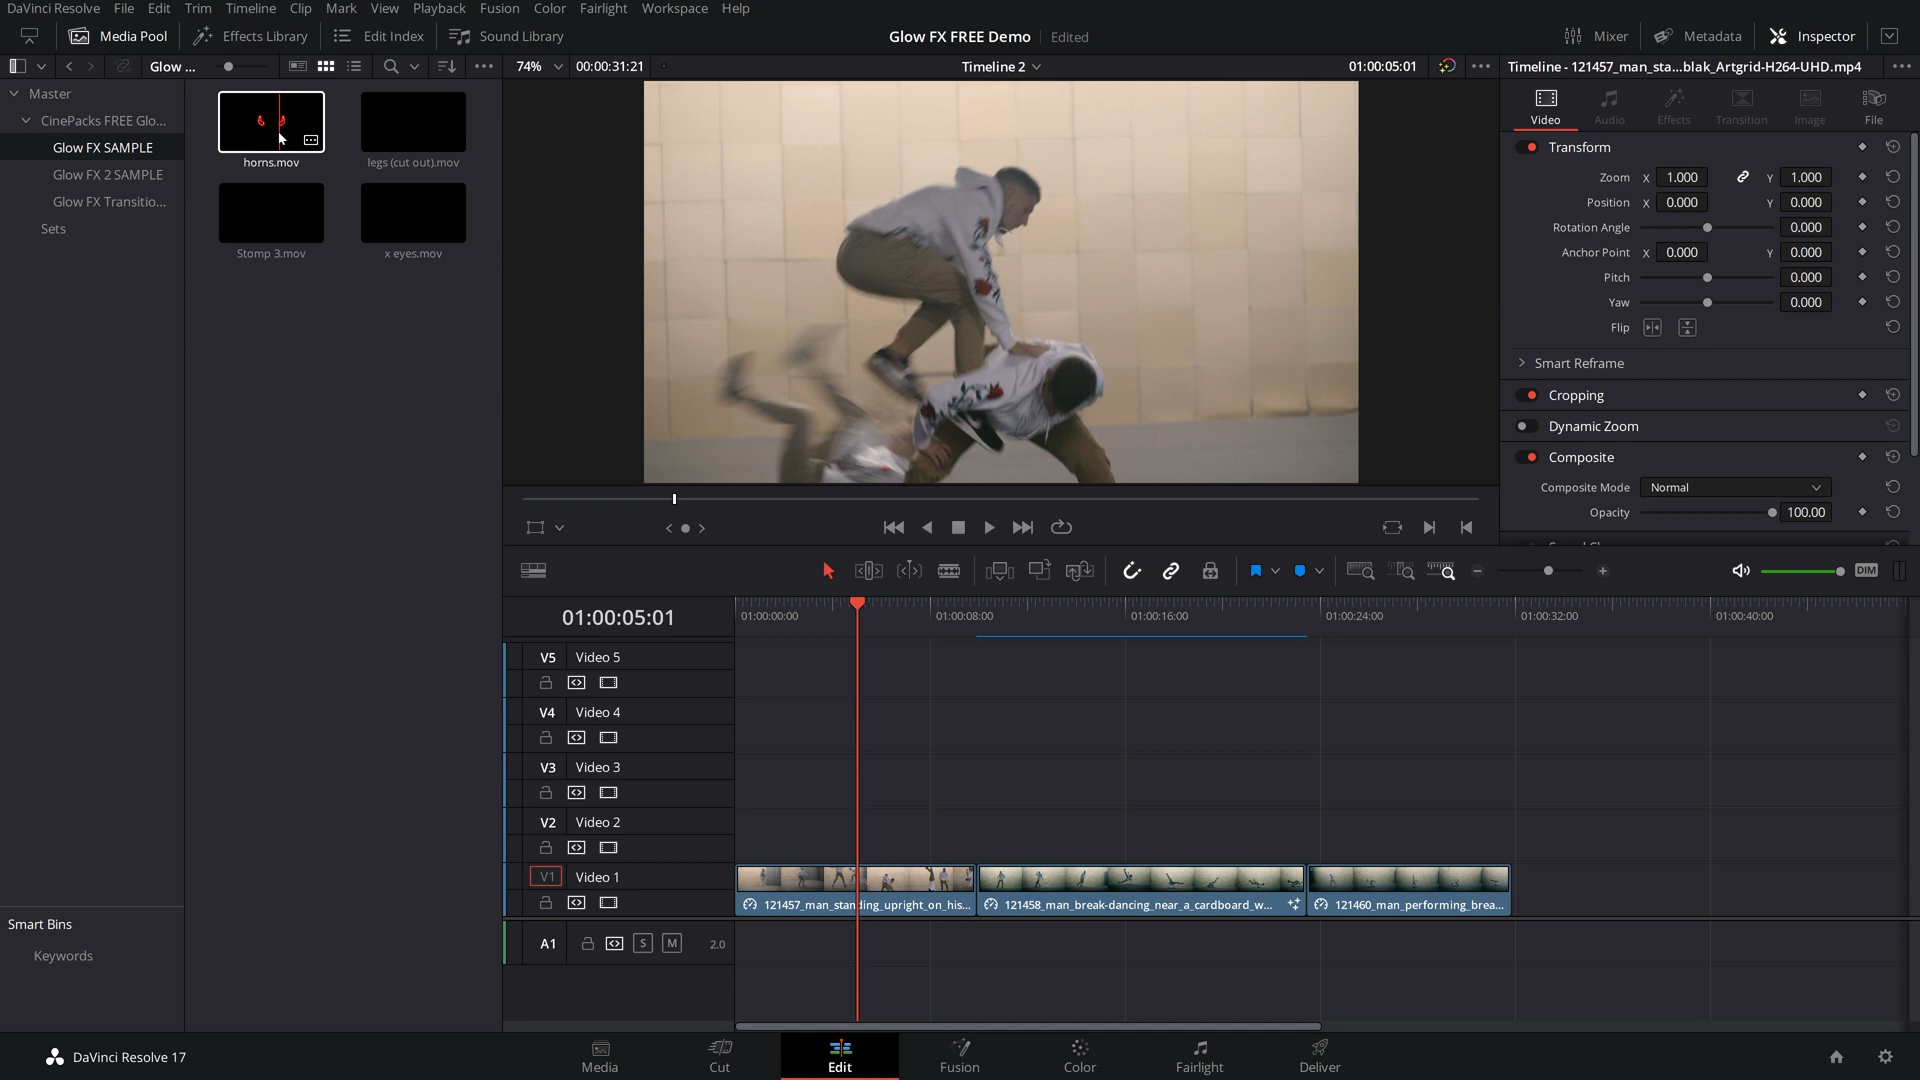 DaVinci Resolve File Edit Trim Timeline Clip Mark View Playback Fusion Color Fairlight Workspace Help
Media Pool Effects Library Edit Index Sound Library Glow FX FREE Demo Edited Mixer Metadata Inspector
Glow ... 74% 00:00:31:21 Timeline 2 01:00:05:01 Timeline - 121457_man_sta...blak_Artgrid-H264-UHD.mp4
Master
CinePacks FREE Glo...
Glow FX SAMPLE
Glow FX 2 SAMPLE
Glow FX Transitio...
Sets
horns.mov legs (cut out).mov
Stomp 3.mov x eyes.mov
Video Audio Effects Transition Image File
Transform
Zoom X 1.000 Y 1.000
Position X 0.000 Y 0.000
Rotation Angle 0.000
Anchor Point X 0.000 Y 0.000
Pitch 0.000
Yaw 0.000
Flip
Smart Reframe
Cropping
Dynamic Zoom
Composite
Composite Mode Normal
Opacity 100.00
DIM
01:00:05:01 01:00:00:00 01:00:08:00 01:00:16:00 01:00:24:00 01:00:32:00 01:00:40:00
V5 Video 5
V4 Video 4
V3 Video 3
V2 Video 2
V1 Video 1
121457_man_standing_upright_on_his... 121458_man_break-dancing_near_a_cardboard_w... 121460_man_performing_brea...
A1 S M 2.0
Smart Bins
Keywords
DaVinci Resolve 17 Media Cut Edit Fusion Color Fairlight Deliver